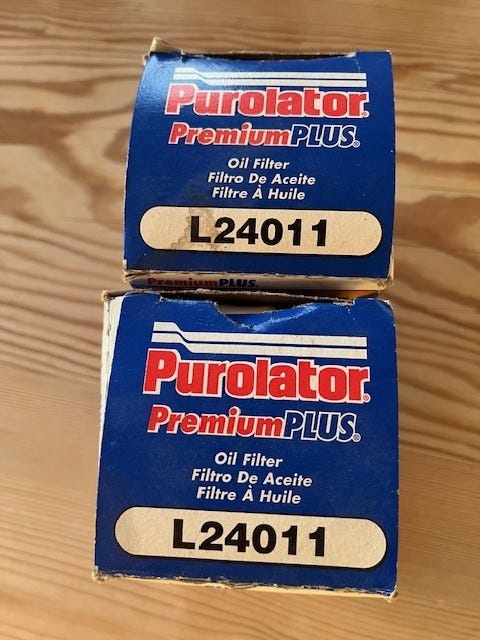 Purolator®
PremiumPLUS®
Oil Filter
Filtro De Aceite
Filtre À Huile
L24011
PremiumPLUS®
Purolator®
PremiumPLUS®
Oil Filter
Filtro De Aceite
Filtre À Huile
L24011